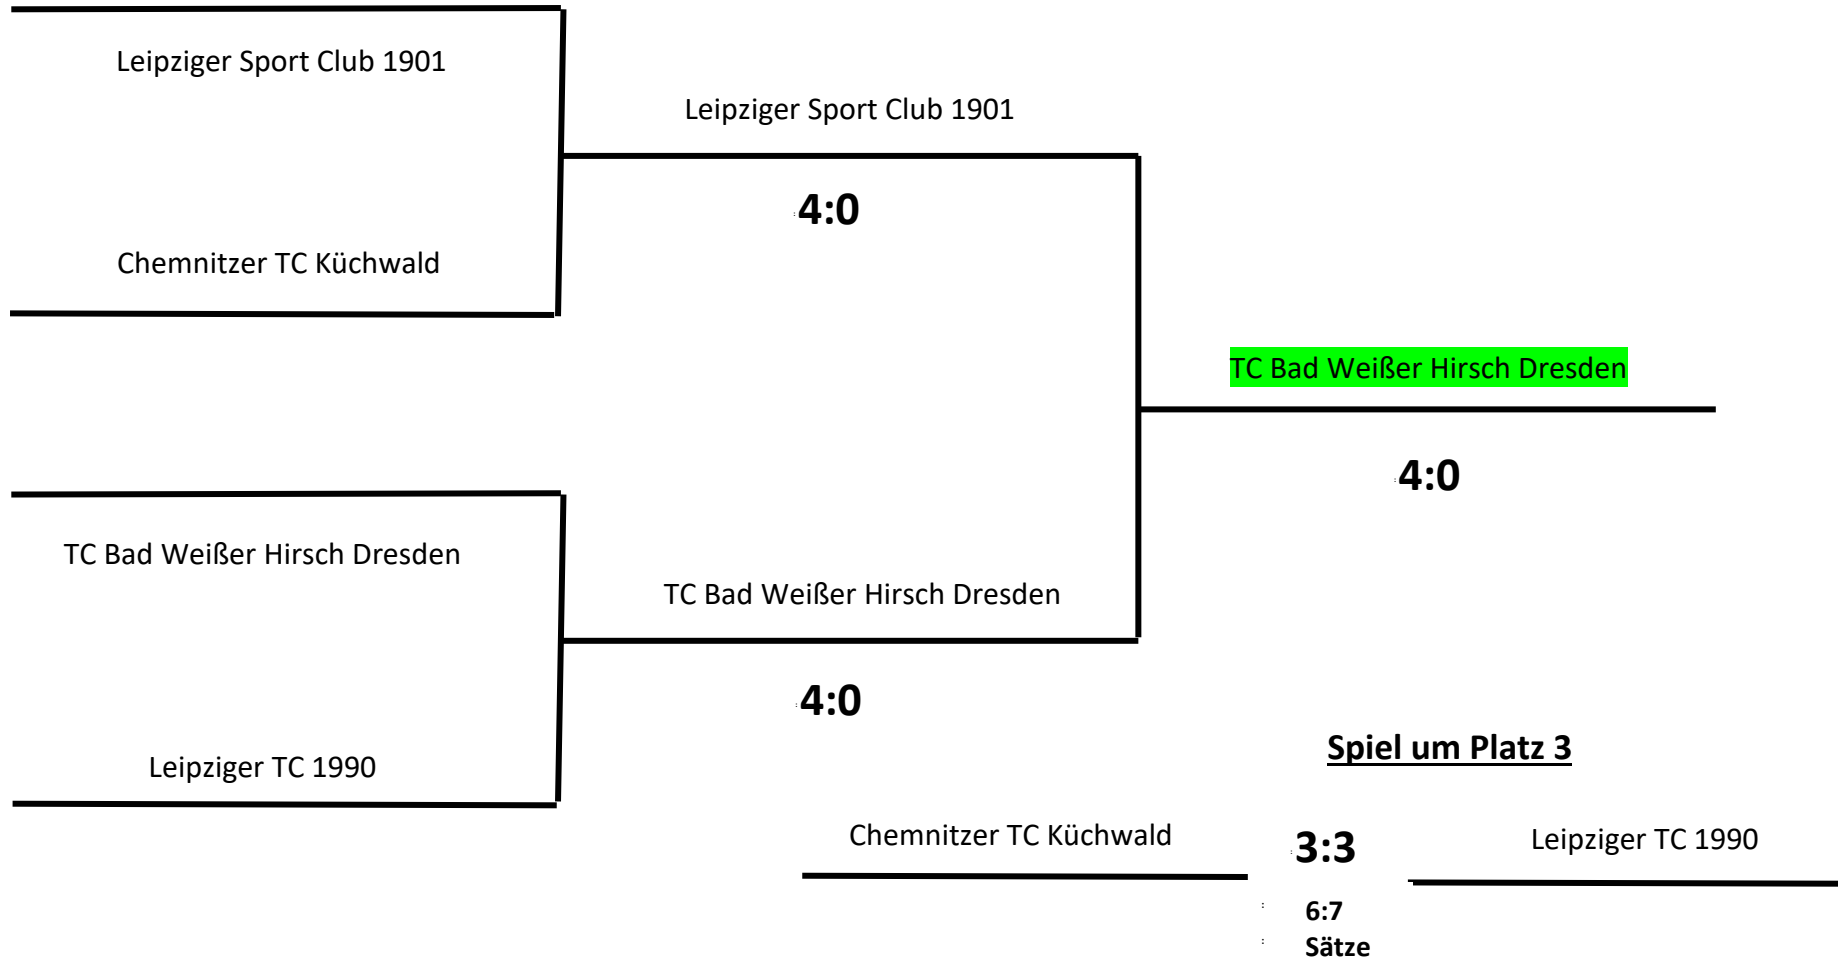 Leipziger Sport Club 1901
Leipziger Sport Club 1901
4:0
Chemnitzer TC Küchwald
TC Bad Weißer Hirsch Dresden
4:0
TC Bad Weißer Hirsch Dresden
TC Bad Weißer Hirsch Dresden
4:0
Leipziger TC 1990
Spiel um Platz 3
Chemnitzer TC Küchwald
3:3
Leipziger TC 1990
6:7
Sätze